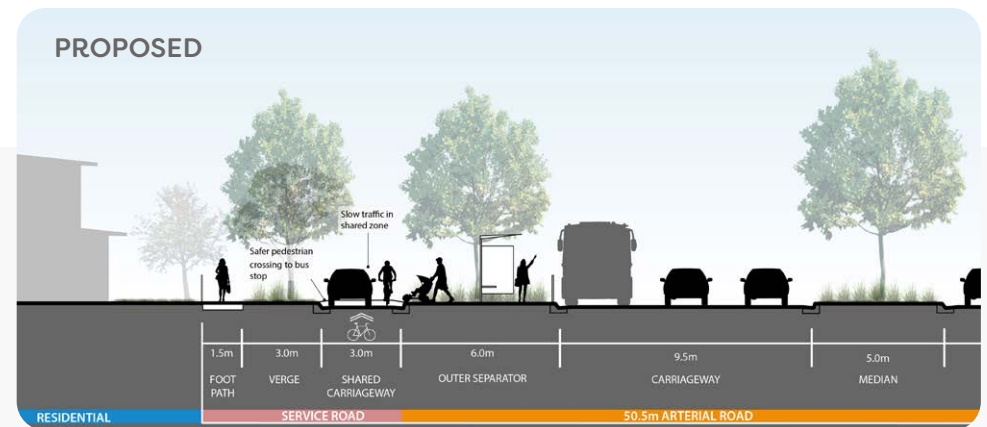 PROPOSED
Slow traffic in
shared zone
Safer pedestrian
crossing to bus
stop
1.5m
3.0m
3.0m
6.0m
9.5m
5.0m
FOOT
PATH
VERGE
SHARED
CARRIAGEWAY
OUTER SEPARATOR
CARRIAGEWAY
MEDIAN
RESIDENTIAL
SERVICE ROAD
50.5m ARTERIAL ROAD